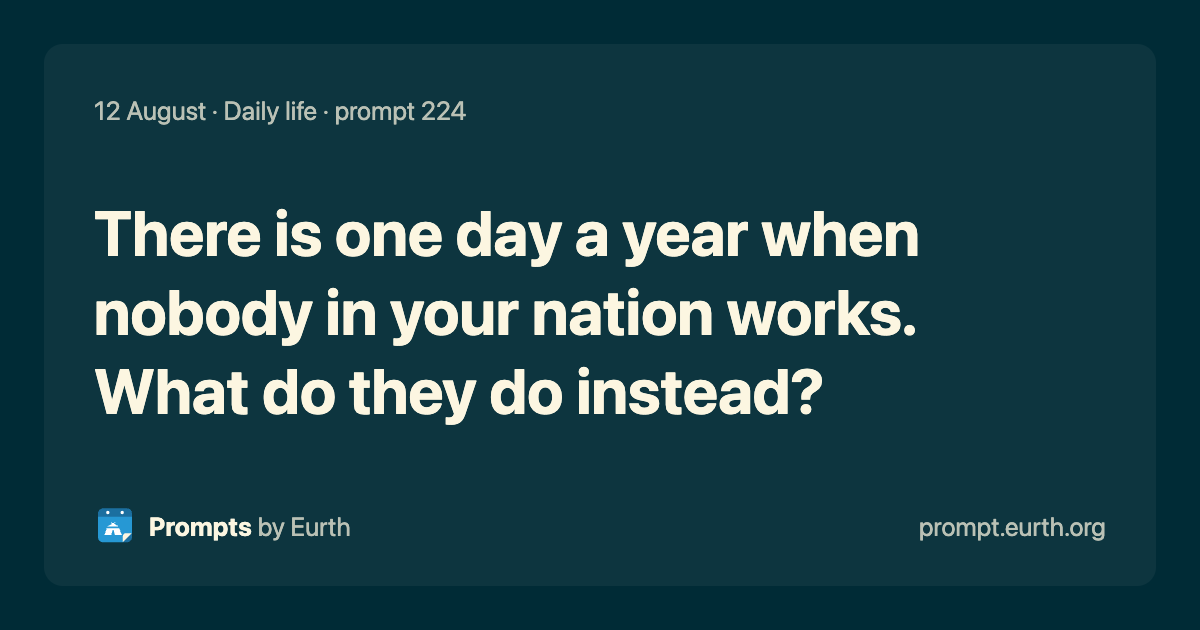 12 August · Daily life · prompt 224
There is one day a year when
nobody in your nation works.
What do they do instead?
Prompts by Eurth
prompt.eurth.org